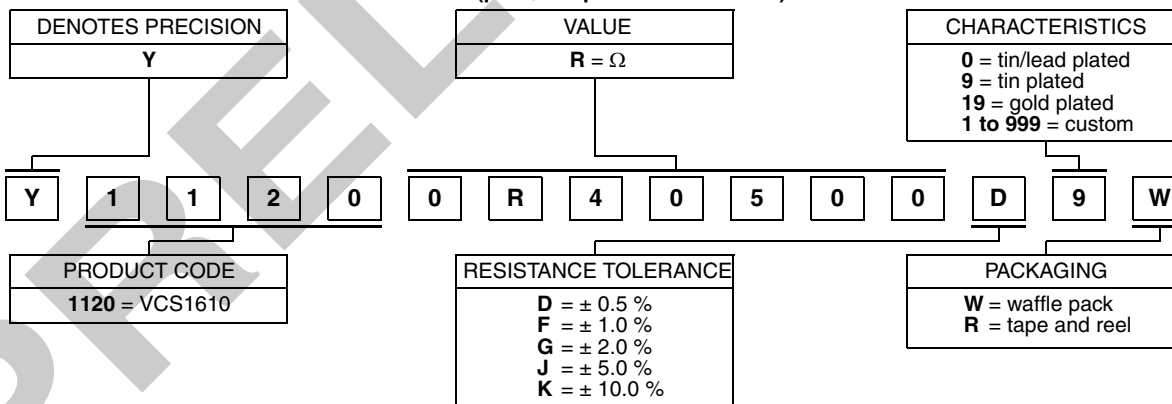 DENOTES PRECISION
Y
VALUE
R = Ω
CHARACTERISTICS
0 = tin/lead plated
9 = tin plated
19 = gold plated
1 to 999 = custom
Y 1 1 2 0 0 R 4 0 5 0 0 D 9 W
PRODUCT CODE
1120 = VCS1610
RESISTANCE TOLERANCE
D = ± 0.5 %
F = ± 1.0 %
G = ± 2.0 %
J = ± 5.0 %
K = ± 10.0 %
PACKAGING
W = waffle pack
R = tape and reel